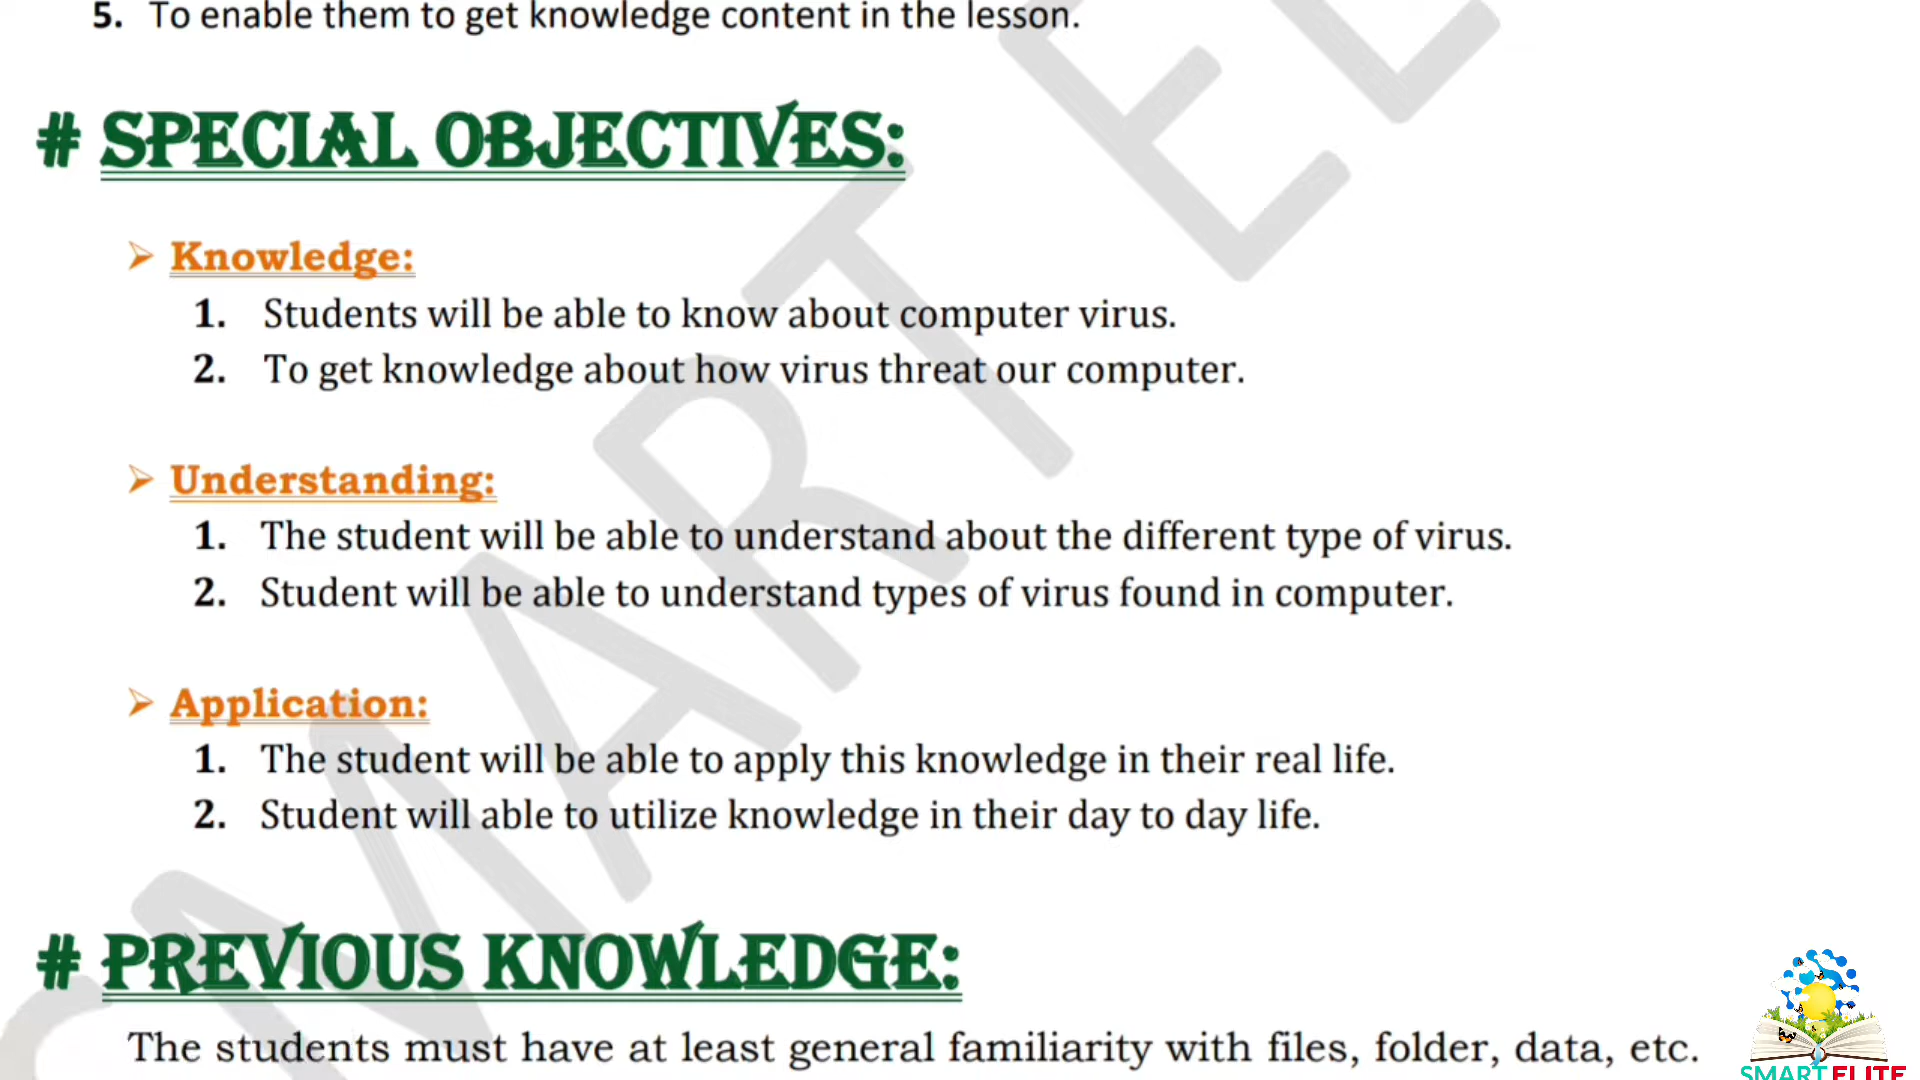 5. To enable them to get knowledge content in the lesson.
# SPECIAL OBJECTIVES:
➢ Knowledge:
1. Students will be able to know about computer virus.
2. To get knowledge about how virus threat our computer.
➢ Understanding:
1. The student will be able to understand about the different type of virus.
2. Student will be able to understand types of virus found in computer.
➢ Application:
1. The student will be able to apply this knowledge in their real life.
2. Student will able to utilize knowledge in their day to day life.
# PREVIOUS KNOWLEDGE:
The students must have at least general familiarity with files, folder, data, etc.
SMART ELITE